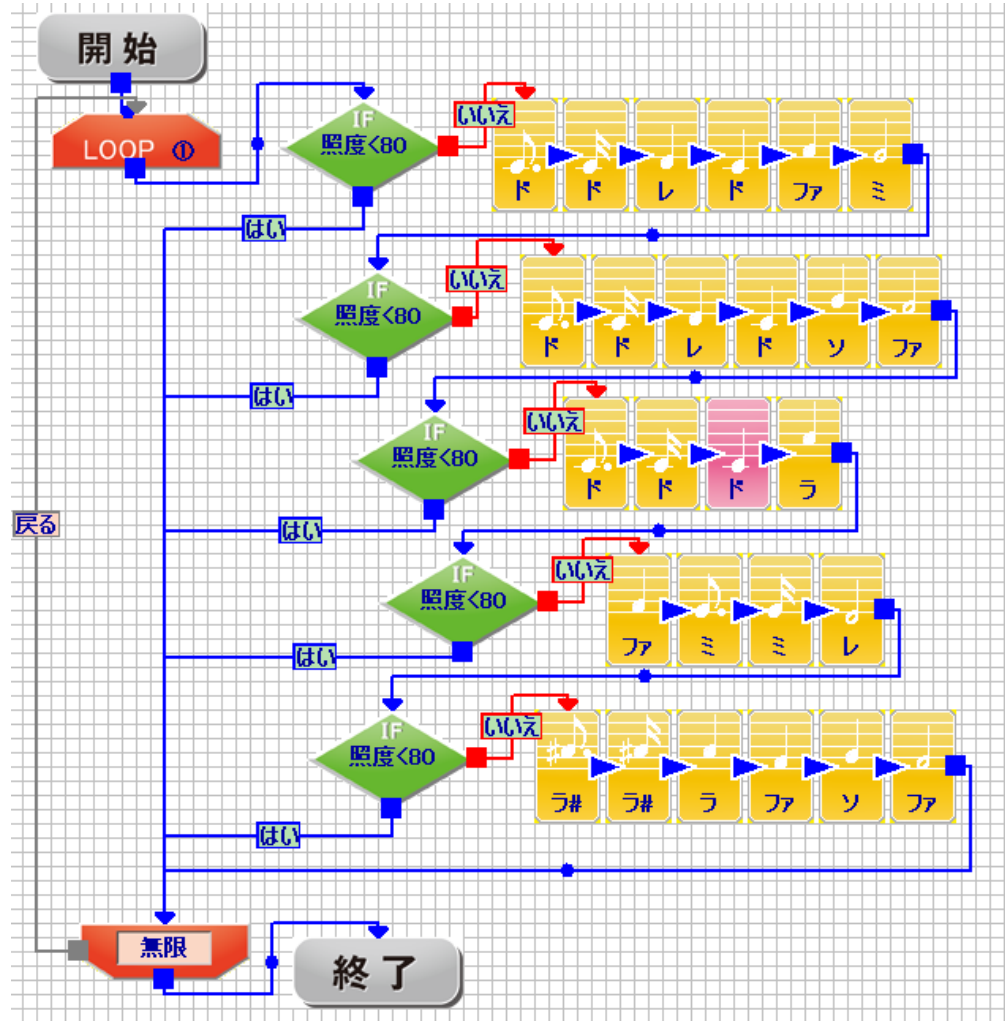 開始
LOOP ①
IF
照度<80
いいえ
ド ド レ ド ファ ミ
はい
IF
照度<80
いいえ
ド ド レ ド ソ ファ
はい
IF
照度<80
いいえ
ド ド ド ラ
はい
戻る
IF
照度<80
いいえ
ファ ミ ミ レ
はい
IF
照度<80
いいえ
ラ# ラ# ラ ファ ソ ファ
はい
無限
終了